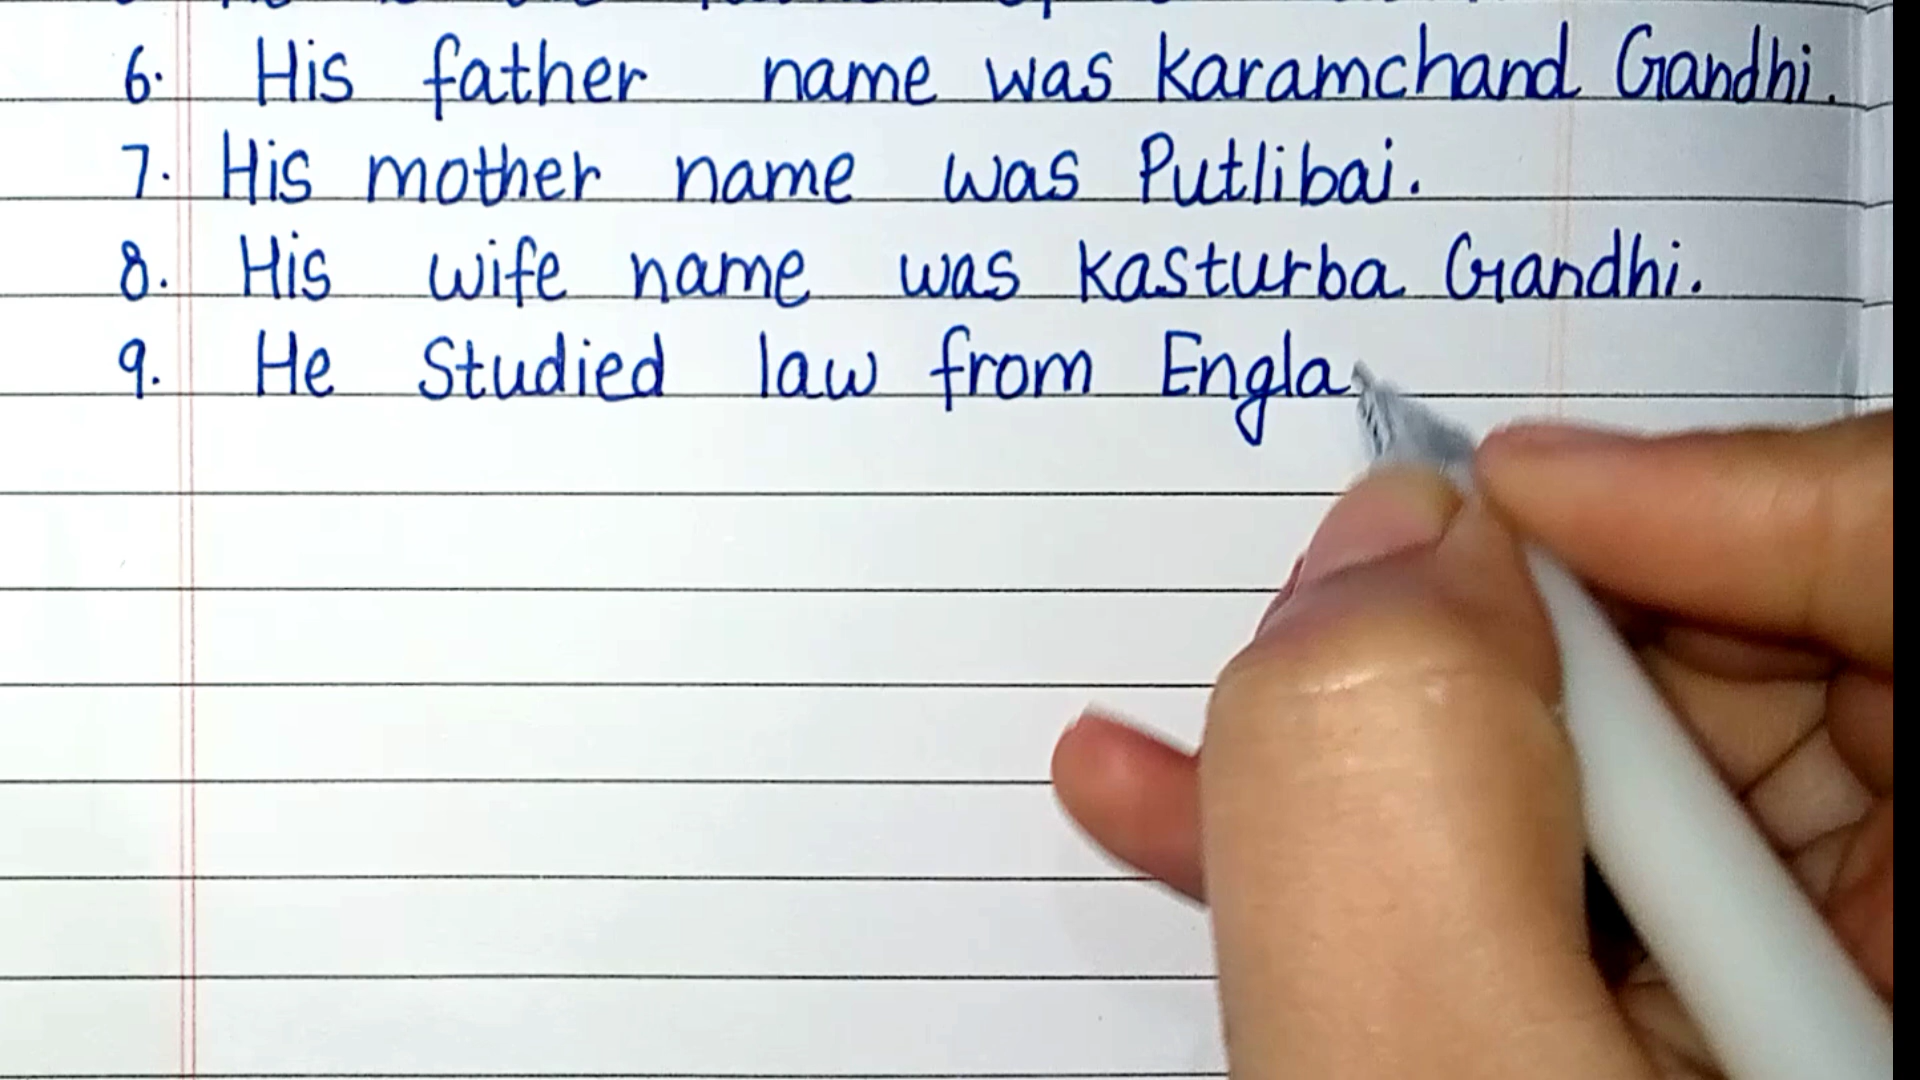 6. His father name was Karamchand Gandhi.
7. His mother name was Putlibai.
8. His wife name was Kasturba Gandhi.
9. He Studied law from Engla